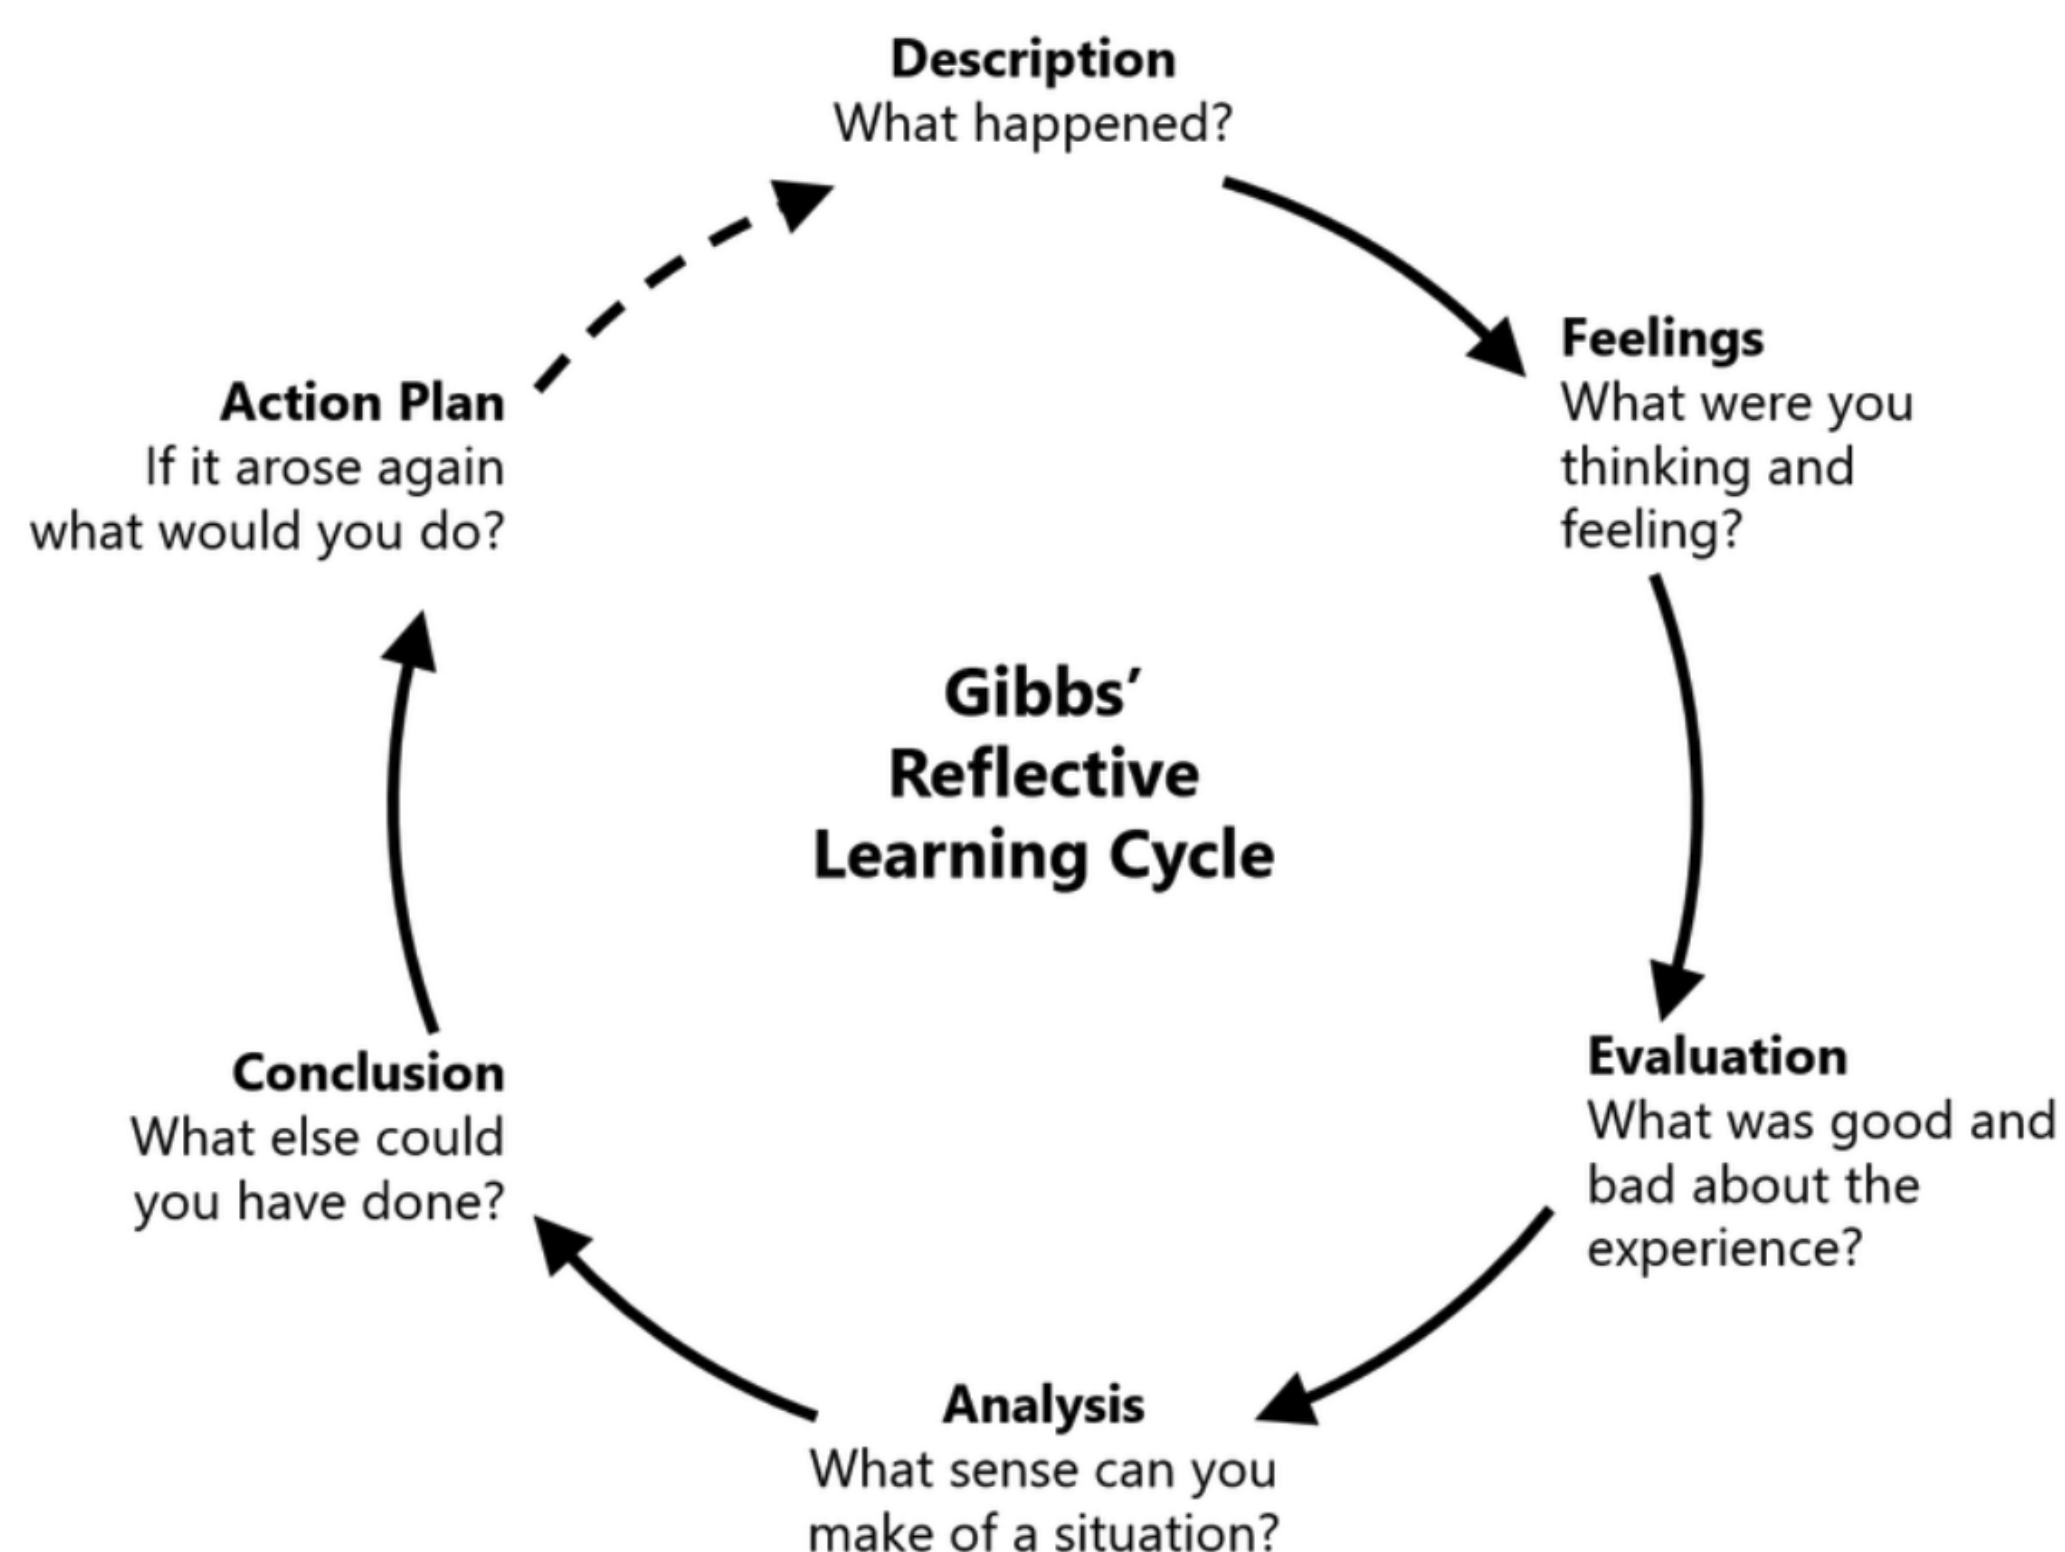 Description
What happened?
Feelings
What were you
thinking and
feeling?
Evaluation
What was good and
bad about the
experience?
Analysis
What sense can you
make of a situation?
Conclusion
What else could
you have done?
Action Plan
If it arose again
what would you do?
Gibbs’
Reflective
Learning Cycle